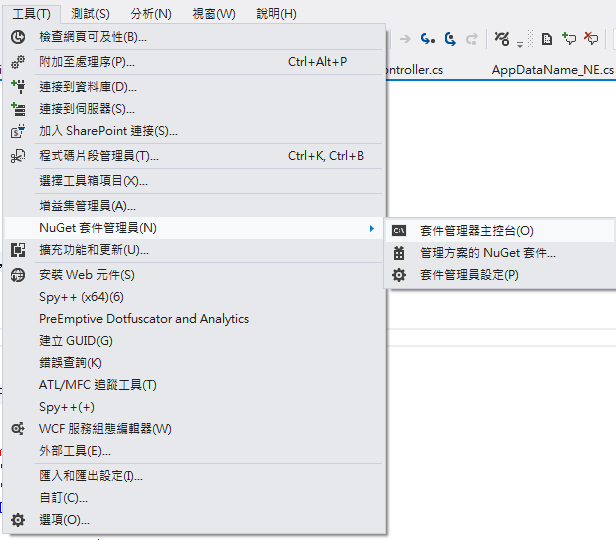 工具(T) 測試(S) 分析(N) 視窗(W) 說明(H)
檢查網頁可及性(B)...
附加至處理序(P)... Ctrl+Alt+P
ontroller.cs AppDataName_NE.cs
連接到資料庫(D)...
連接到伺服器(S)...
加入 SharePoint 連接(S)...
程式碼片段管理員(T)... Ctrl+K, Ctrl+B
選擇工具箱項目(X)...
增益集管理員(A)...
NuGet 套件管理員(N)
套件管理器主控台(O)
管理方案的 NuGet 套件...
套件管理員設定(P)
擴充功能和更新(U)...
安裝 Web 元件(S)
Spy++ (x64)(6)
PreEmptive Dotfuscator and Analytics
建立 GUID(G)
錯誤查詢(K)
ATL/MFC 追蹤工具(T)
Spy++(+)
WCF 服務組態編輯器(W)
外部工具(E)...
匯入和匯出設定(I)...
自訂(C)...
選項(O)...